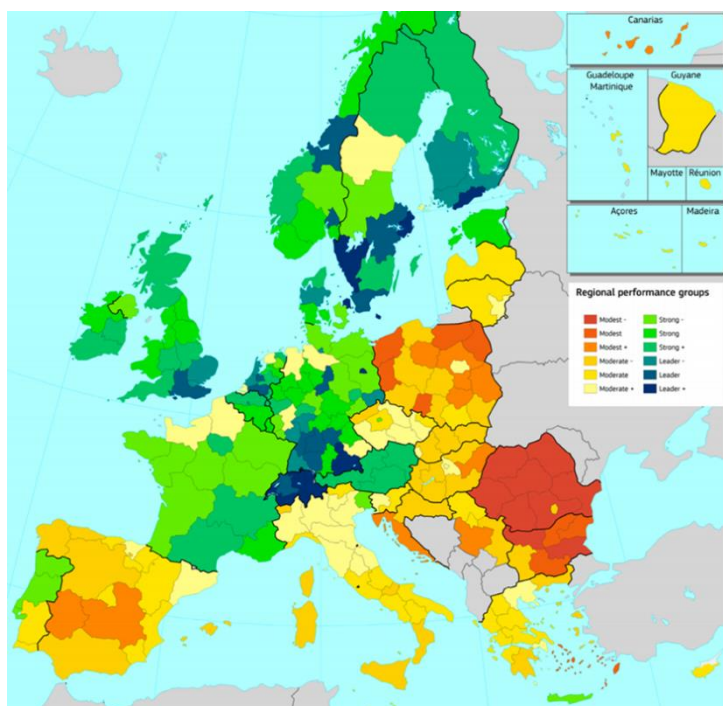 Canarias
Guadeloupe
Martinique
Guyane
Mayotte
Réunion
Açores
Madeira
Regional performance groups
Modest -
Modest
Modest +
Moderate -
Moderate
Moderate +
Strong -
Strong
Strong +
Leader -
Leader
Leader +